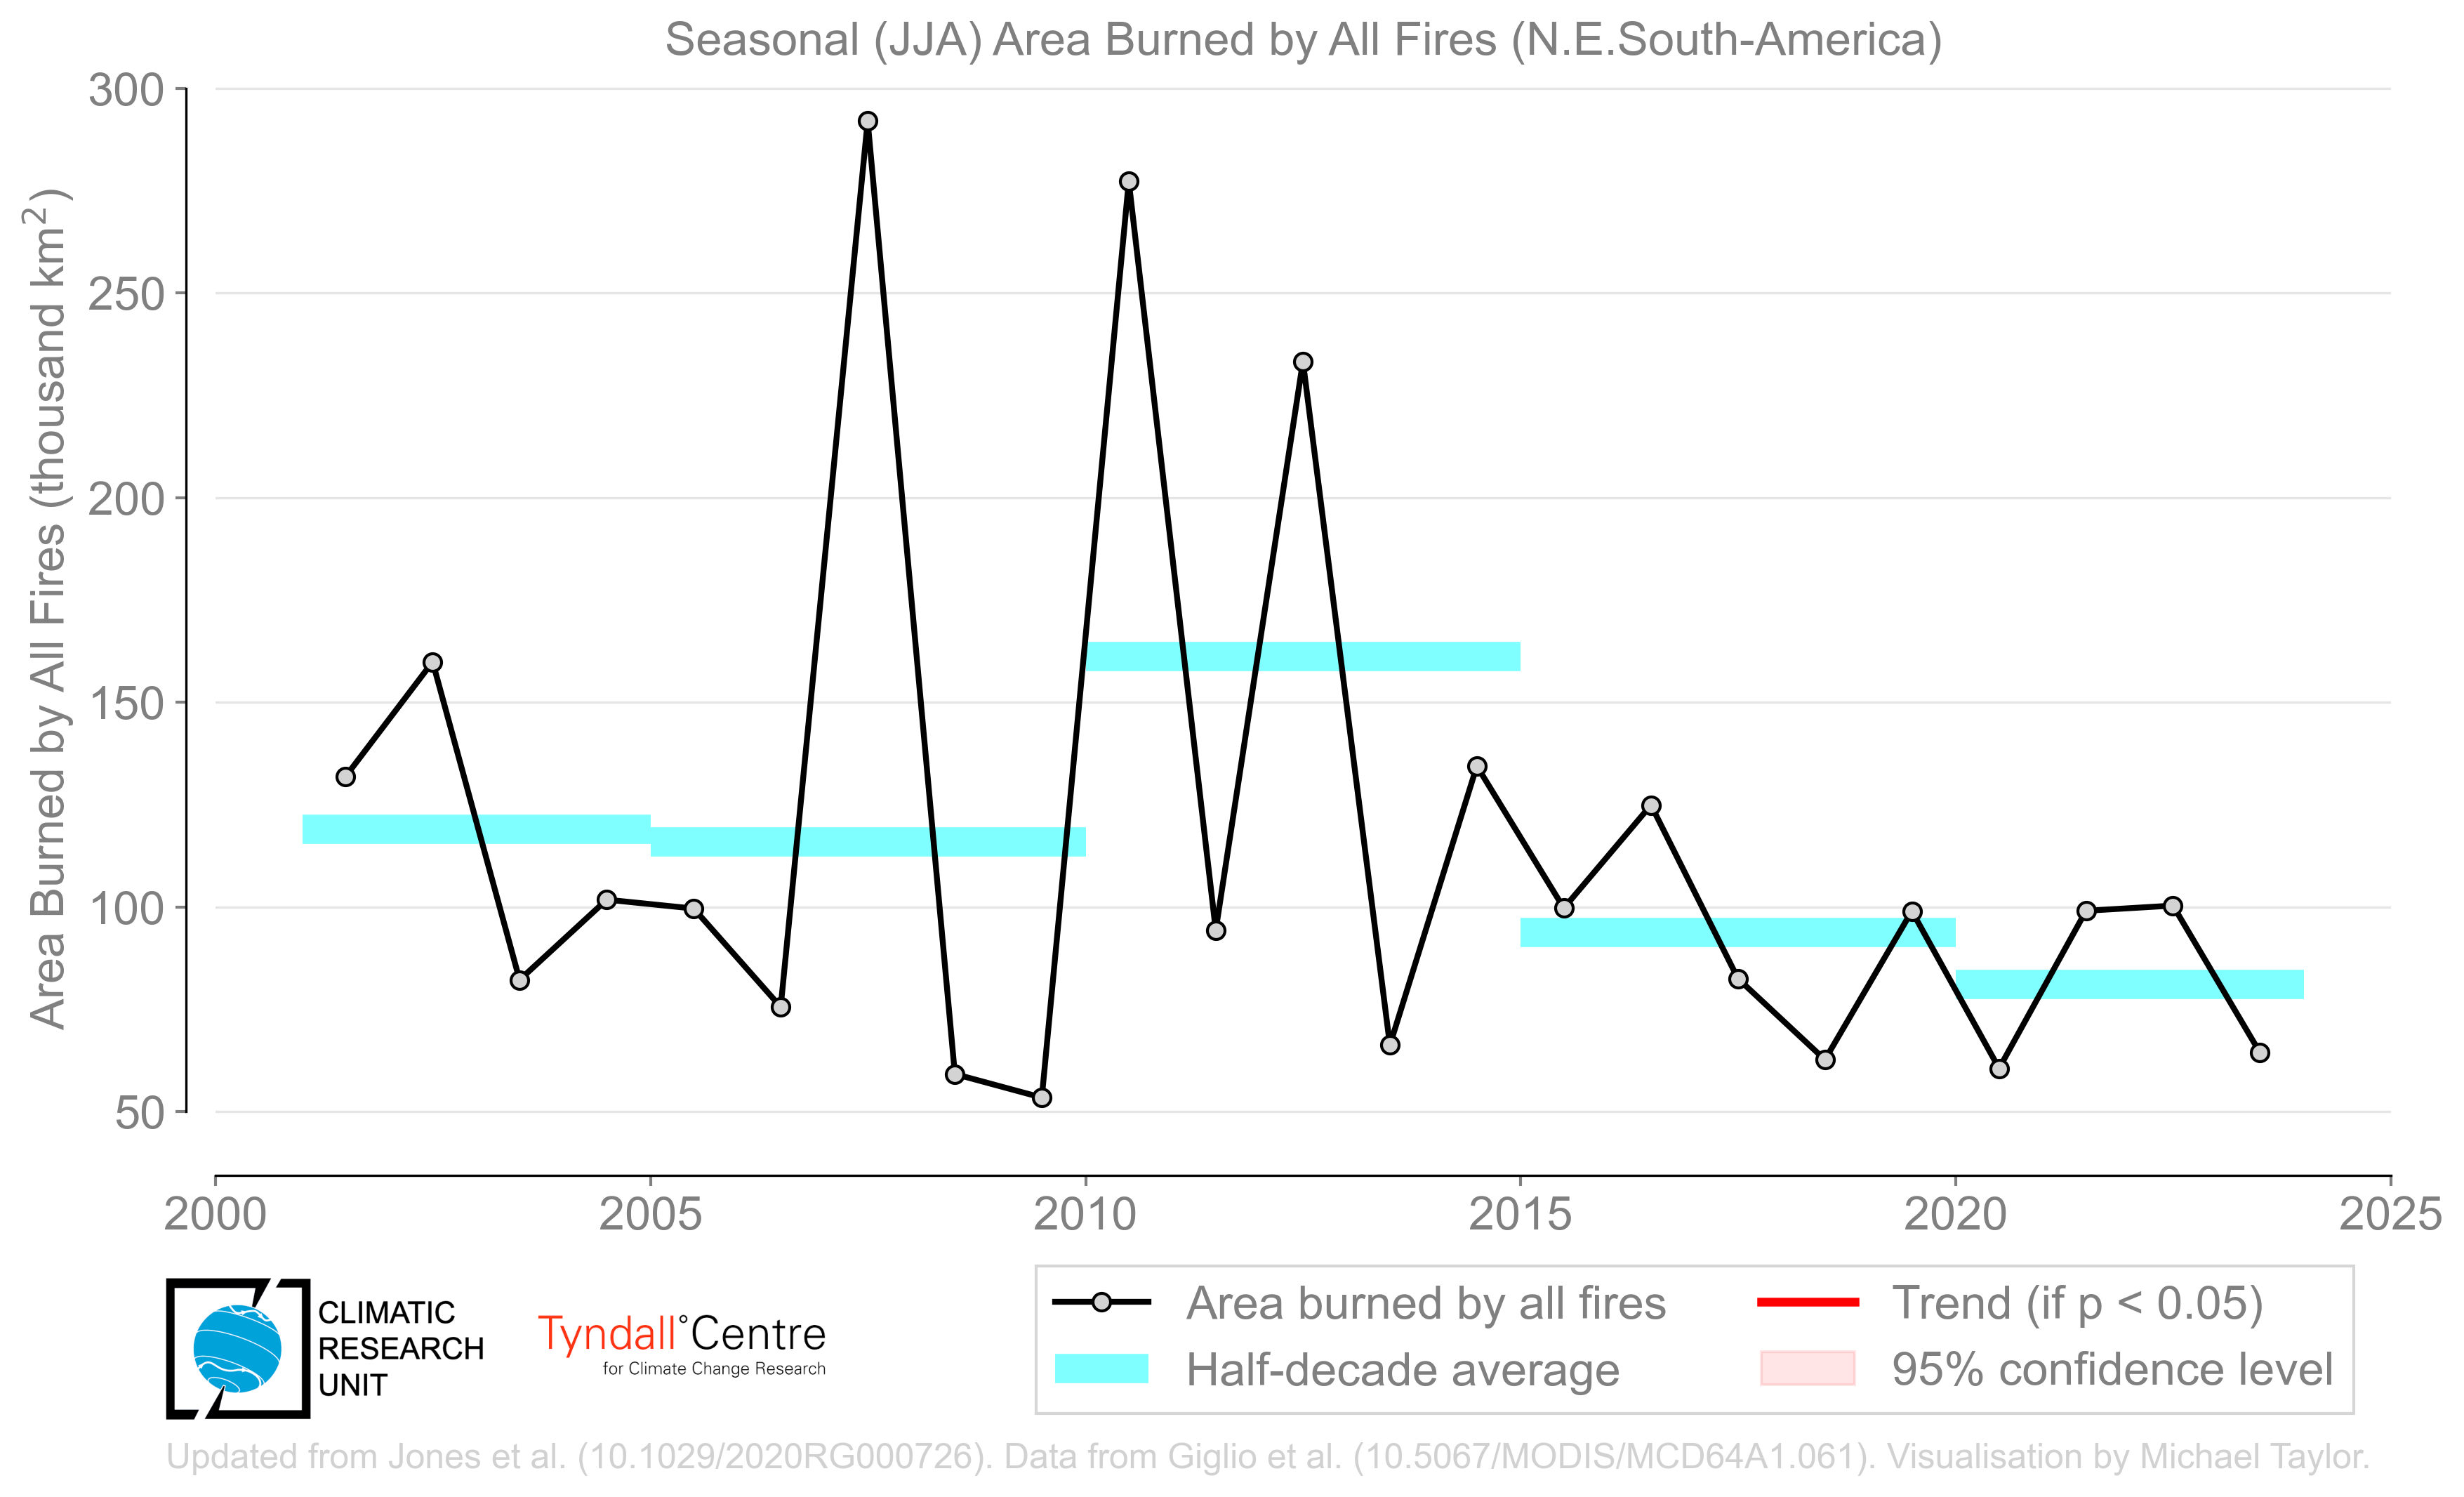 Seasonal (JJA) Area Burned by All Fires (N.E.South-America)
Area Burned by All Fires (thousand km²)
300
250
200
150
100
50
2000 2005 2010 2015 2020 2025
CLIMATIC
RESEARCH
UNIT
Tyndall°Centre
for Climate Change Research
Area burned by all fires
Half-decade average
Trend (if p < 0.05)
95% confidence level
Updated from Jones et al. (10.1029/2020RG000726). Data from Giglio et al. (10.5067/MODIS/MCD64A1.061). Visualisation by Michael Taylor.